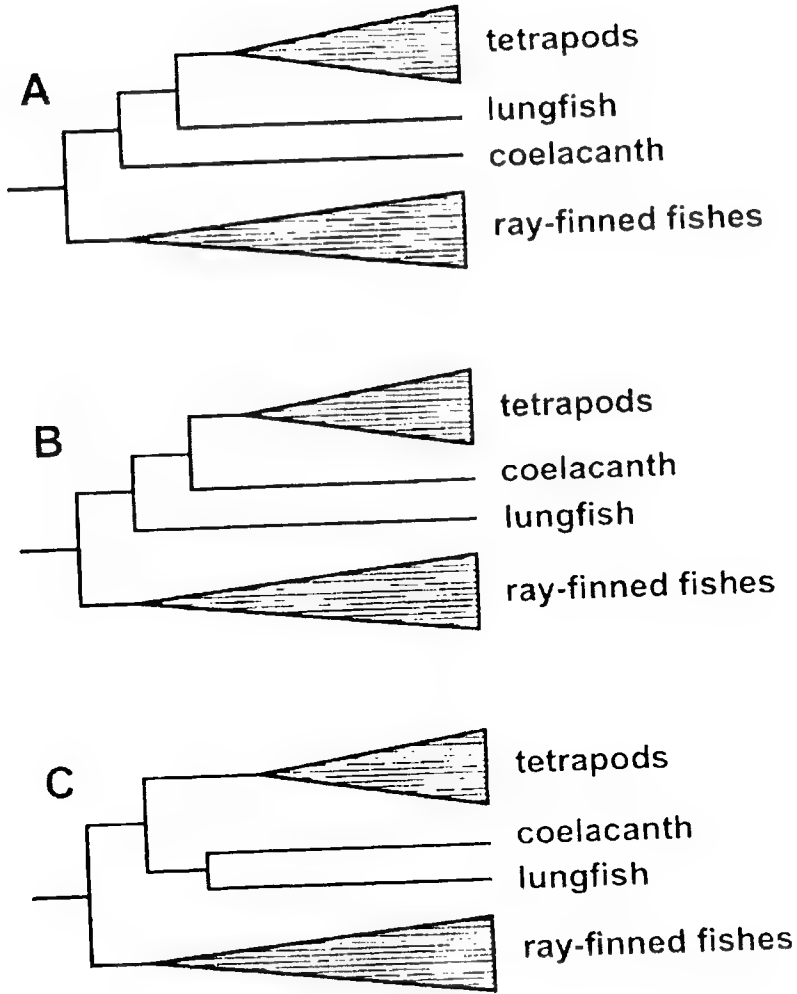 A
tetrapods
lungfish
coelacanth
ray-finned fishes
B
tetrapods
coelacanth
lungfish
ray-finned fishes
C
tetrapods
coelacanth
lungfish
ray-finned fishes